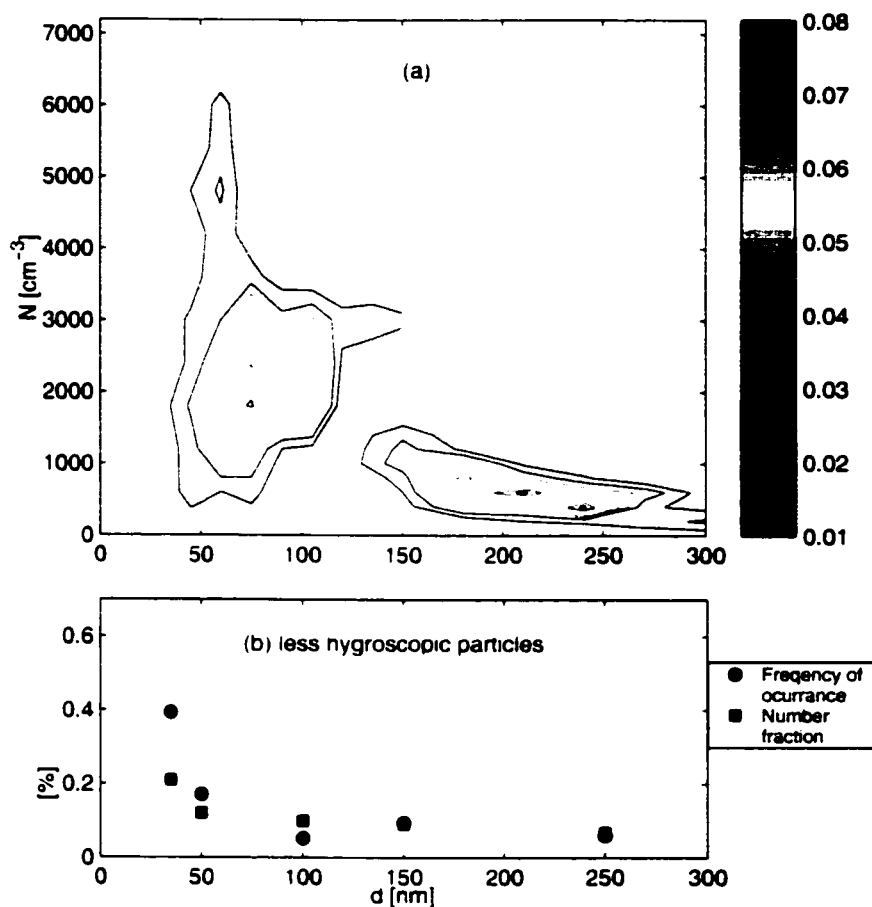 7000
6000
5000
4000
3000
2000
1000
0
N [cm⁻³]
(a)
0 50 100 150 200 250 300
0.08
0.07
0.06
0.05
0.04
0.03
0.02
0.01
0.6
0.4
0.2
0
[%]
(b) less hygroscopic particles
Freqency of
ocurrance
Number
fraction
0 50 100 150 200 250 300
d [nm]